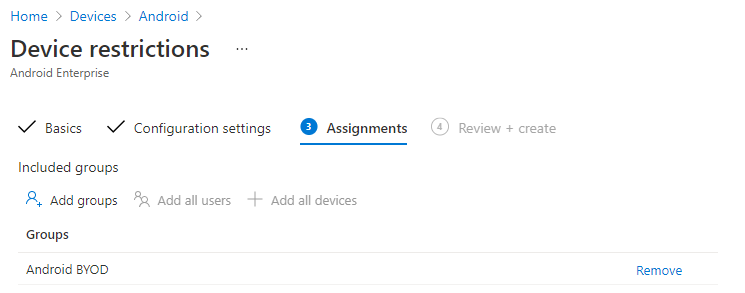 Home > Devices > Android >
Device restrictions ...
Android Enterprise
Basics Configuration settings 3 Assignments 4 Review + create
Included groups
Add groups Add all users Add all devices
Groups
Android BYOD Remove